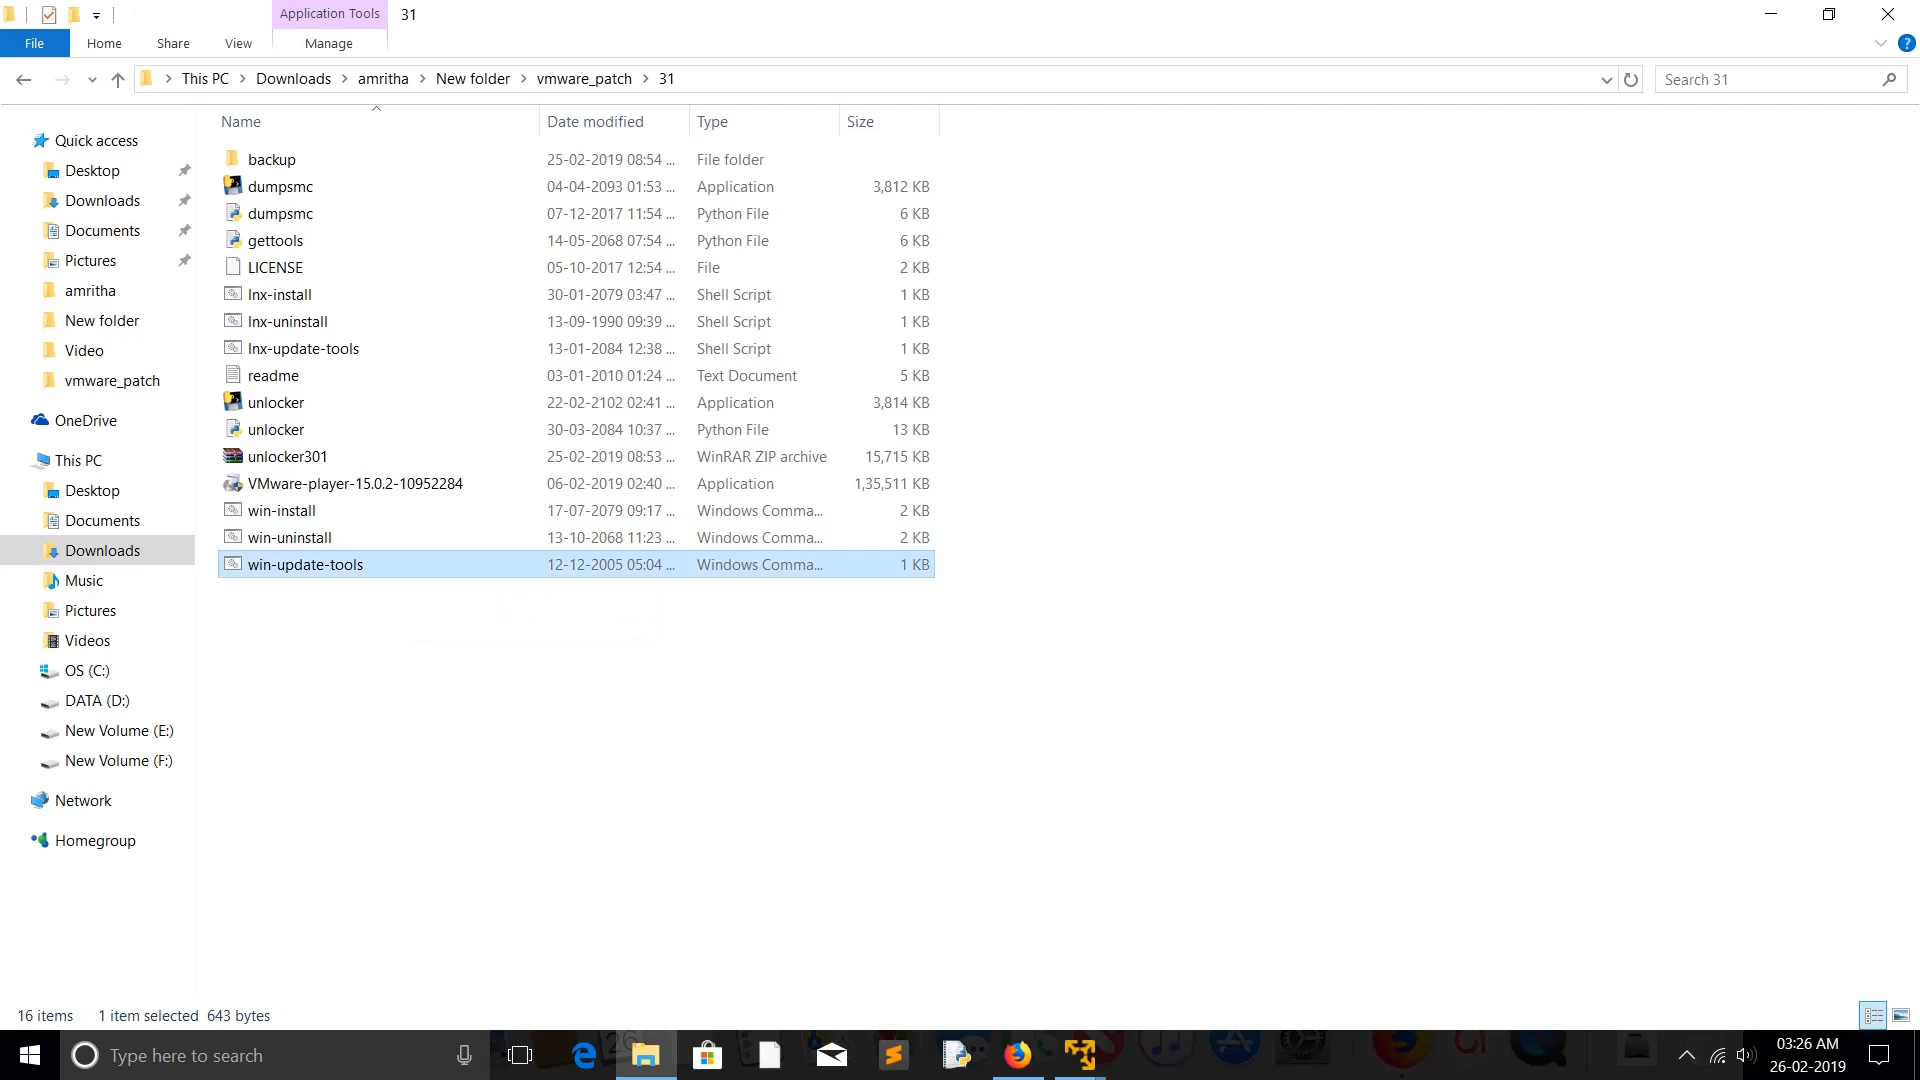 Application Tools 31
File Home Share View Manage
This PC Downloads amritha New folder vmware_patch 31 Search 31
Name Date modified Type Size
Quick access
Desktop
Downloads
Documents
Pictures
amritha
New folder
Video
vmware_patch
OneDrive
This PC
Desktop
Documents
Downloads
Music
Pictures
Videos
OS (C:)
DATA (D:)
New Volume (E:)
New Volume (F:)
Network
Homegroup
backup 25-02-2019 08:54 ... File folder
dumpsmc 04-04-2093 01:53 ... Application 3,812 KB
dumpsmc 07-12-2017 11:54 ... Python File 6 KB
gettools 14-05-2068 07:54 ... Python File 6 KB
LICENSE 05-10-2017 12:54 ... File 2 KB
lnx-install 30-01-2079 03:47 ... Shell Script 1 KB
lnx-uninstall 13-09-1990 09:39 ... Shell Script 1 KB
lnx-update-tools 13-01-2084 12:38 ... Shell Script 1 KB
readme 03-01-2010 01:24 ... Text Document 5 KB
unlocker 22-02-2102 02:41 ... Application 3,814 KB
unlocker 30-03-2084 10:37 ... Python File 13 KB
unlocker301 25-02-2019 08:53 ... WinRAR ZIP archive 15,715 KB
VMware-player-15.0.2-10952284 06-02-2019 02:40 ... Application 1,35,511 KB
win-install 17-07-2079 09:17 ... Windows Comma... 2 KB
win-uninstall 13-10-2068 11:23 ... Windows Comma... 2 KB
win-update-tools 12-12-2005 05:04 ... Windows Comma... 1 KB
16 items 1 item selected 643 bytes
Type here to search
03:26 AM
26-02-2019